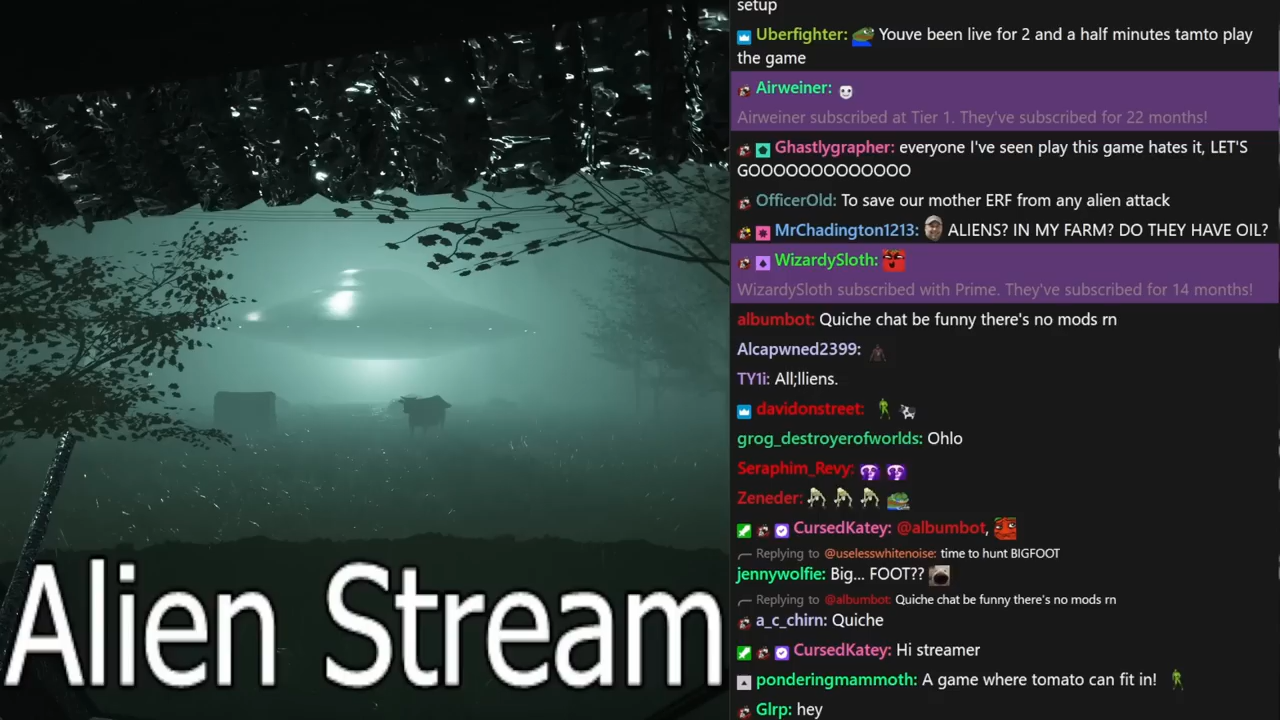 setup
Uberfighter: Youve been live for 2 and a half minutes tamto play
the game
Airweiner:
Airweiner subscribed at Tier 1. They've subscribed for 22 months!
Ghastlygrapher: everyone I've seen play this game hates it, LET'S
GOOOOOOOOOOOOO
OfficerOld: To save our mother ERF from any alien attack
MrChadington1213: ALIENS? IN MY FARM? DO THEY HAVE OIL?
WizardySloth:
WizardySloth subscribed with Prime. They've subscribed for 14 months!
albumbot: Quiche chat be funny there's no mods rn
Alcapwned2399:
TY1i: All;lliens.
davidonstreet:
grog_destroyerofworlds: Ohlo
Seraphim_Revy:
Zeneder:
CursedKatey: @albumbot,
Replying to @uselesswhitenoise: time to hunt BIGFOOT
jennywolfie: Big... FOOT??
Replying to @albumbot: Quiche chat be funny there's no mods rn
a_c_chirn: Quiche
CursedKatey: Hi streamer
ponderingmammoth: A game where tomato can fit in!
Glrp: hey
Alien Stream